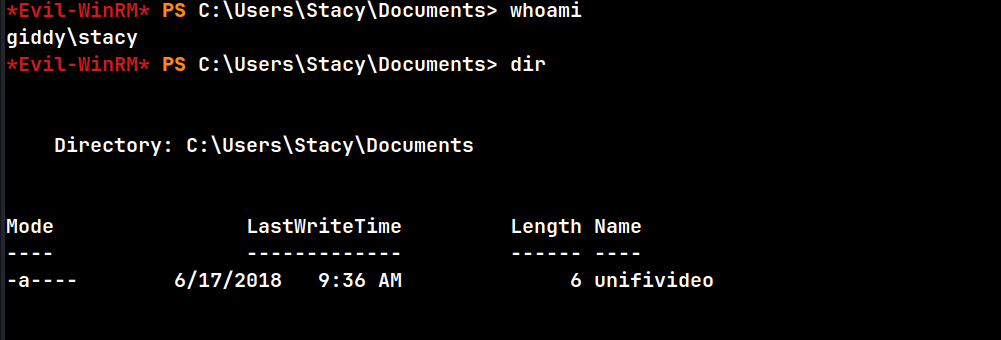 *Evil-WinRM* PS C:\Users\Stacy\Documents> whoami
giddy\stacy
*Evil-WinRM* PS C:\Users\Stacy\Documents> dir
Directory: C:\Users\Stacy\Documents
Mode LastWriteTime Length Name
---- ------------- ------ ----
-a---- 6/17/2018 9:36 AM 6 unifivideo